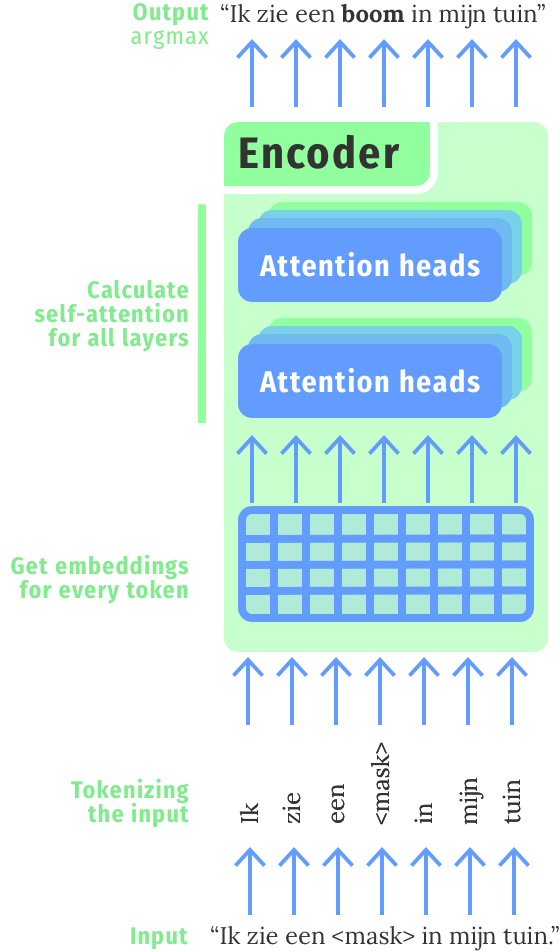 Output “Ik zie een boom in mijn tuin”
argmax
Encoder
Attention heads
Calculate
self-attention
for all layers
Attention heads
Get embeddings
for every token
Tokenizing
the input
Ik zie een <mask> in mijn tuin
Input “Ik zie een <mask> in mijn tuin.”